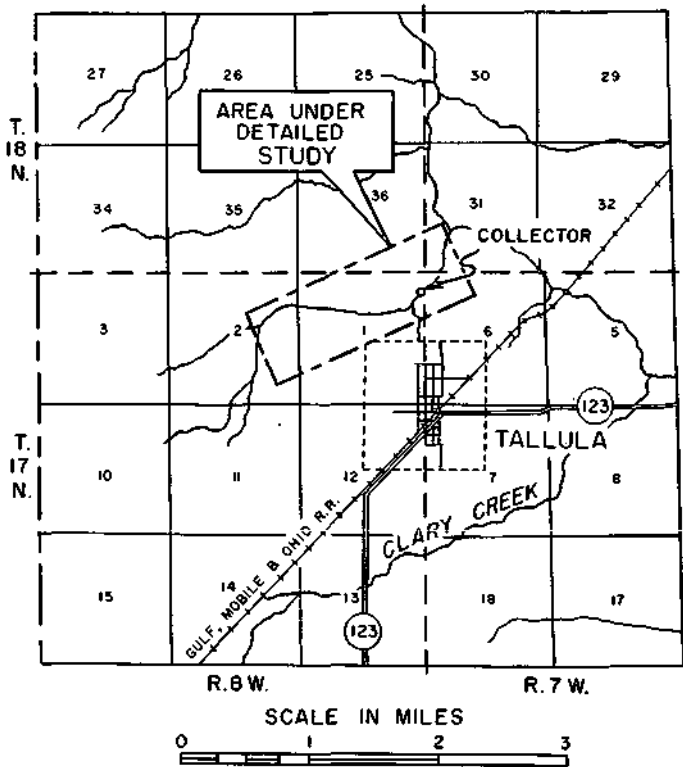 27 26 25 30 29
AREA UNDER
DETAILED
STUDY
T.
18
N.
34 35 36 31 32
COLLECTOR
3 2 6 5
123
TALLULA
T.
17
N.
10 11 12 7 8
GULF, MOBILE & OHIO R.R.
CLARY CREEK
15 14 13 18 17
123
R.8W. R.7W.
SCALE IN MILES
0 1 2 3